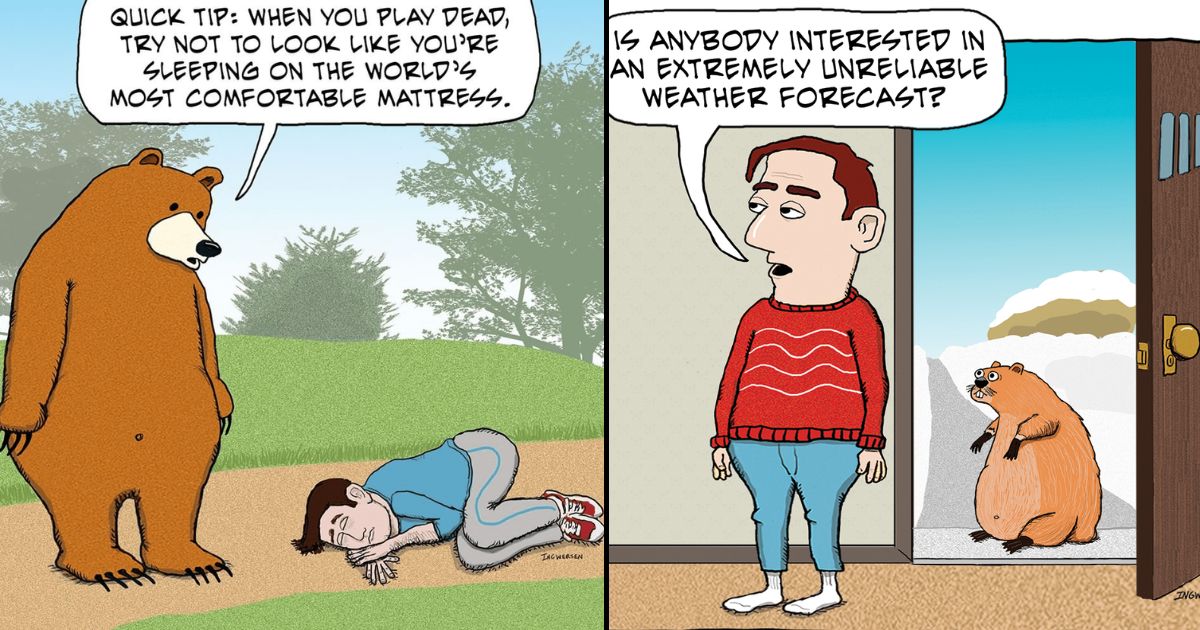 QUICK TIP: WHEN YOU PLAY DEAD,
TRY NOT TO LOOK LIKE YOU'RE
SLEEPING ON THE WORLD'S
MOST COMFORTABLE MATTRESS.
INGWERSEN
IS ANYBODY INTERESTED IN
AN EXTREMELY UNRELIABLE
WEATHER FORECAST?
INGW